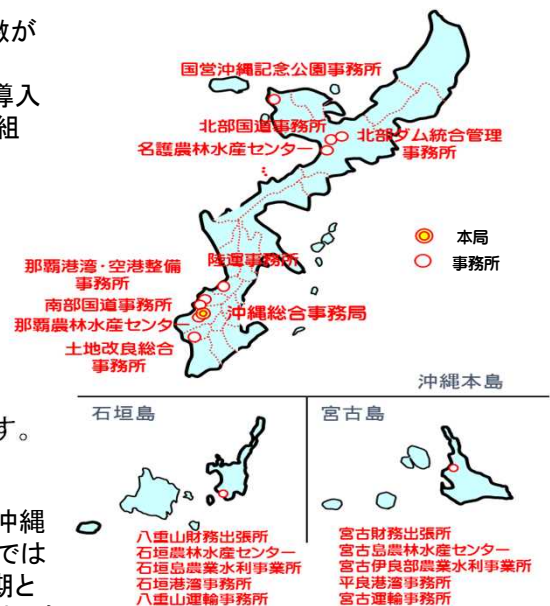 徴が
導入
組
す。
沖縄
では
期と
国営沖縄記念公園事務所
北部国道事務所
北部ダム統合管理
事務所
名護農林水産センター
本局
事務所
陸運事務所
那覇港湾・空港整備
事務所
南部国道事務所
沖縄総合事務局
那覇農林水産センター
土地改良総合
事務所
沖縄本島
石垣島
宮古島
八重山財務出張所
石垣農林水産センター
石垣島農業水利事業所
石垣港湾事務所
八重山運輸事務所
宮古財務出張所
宮古島農林水産センター
宮古伊良部農業水利事業所
平良港湾事務所
宮古運輸事務所